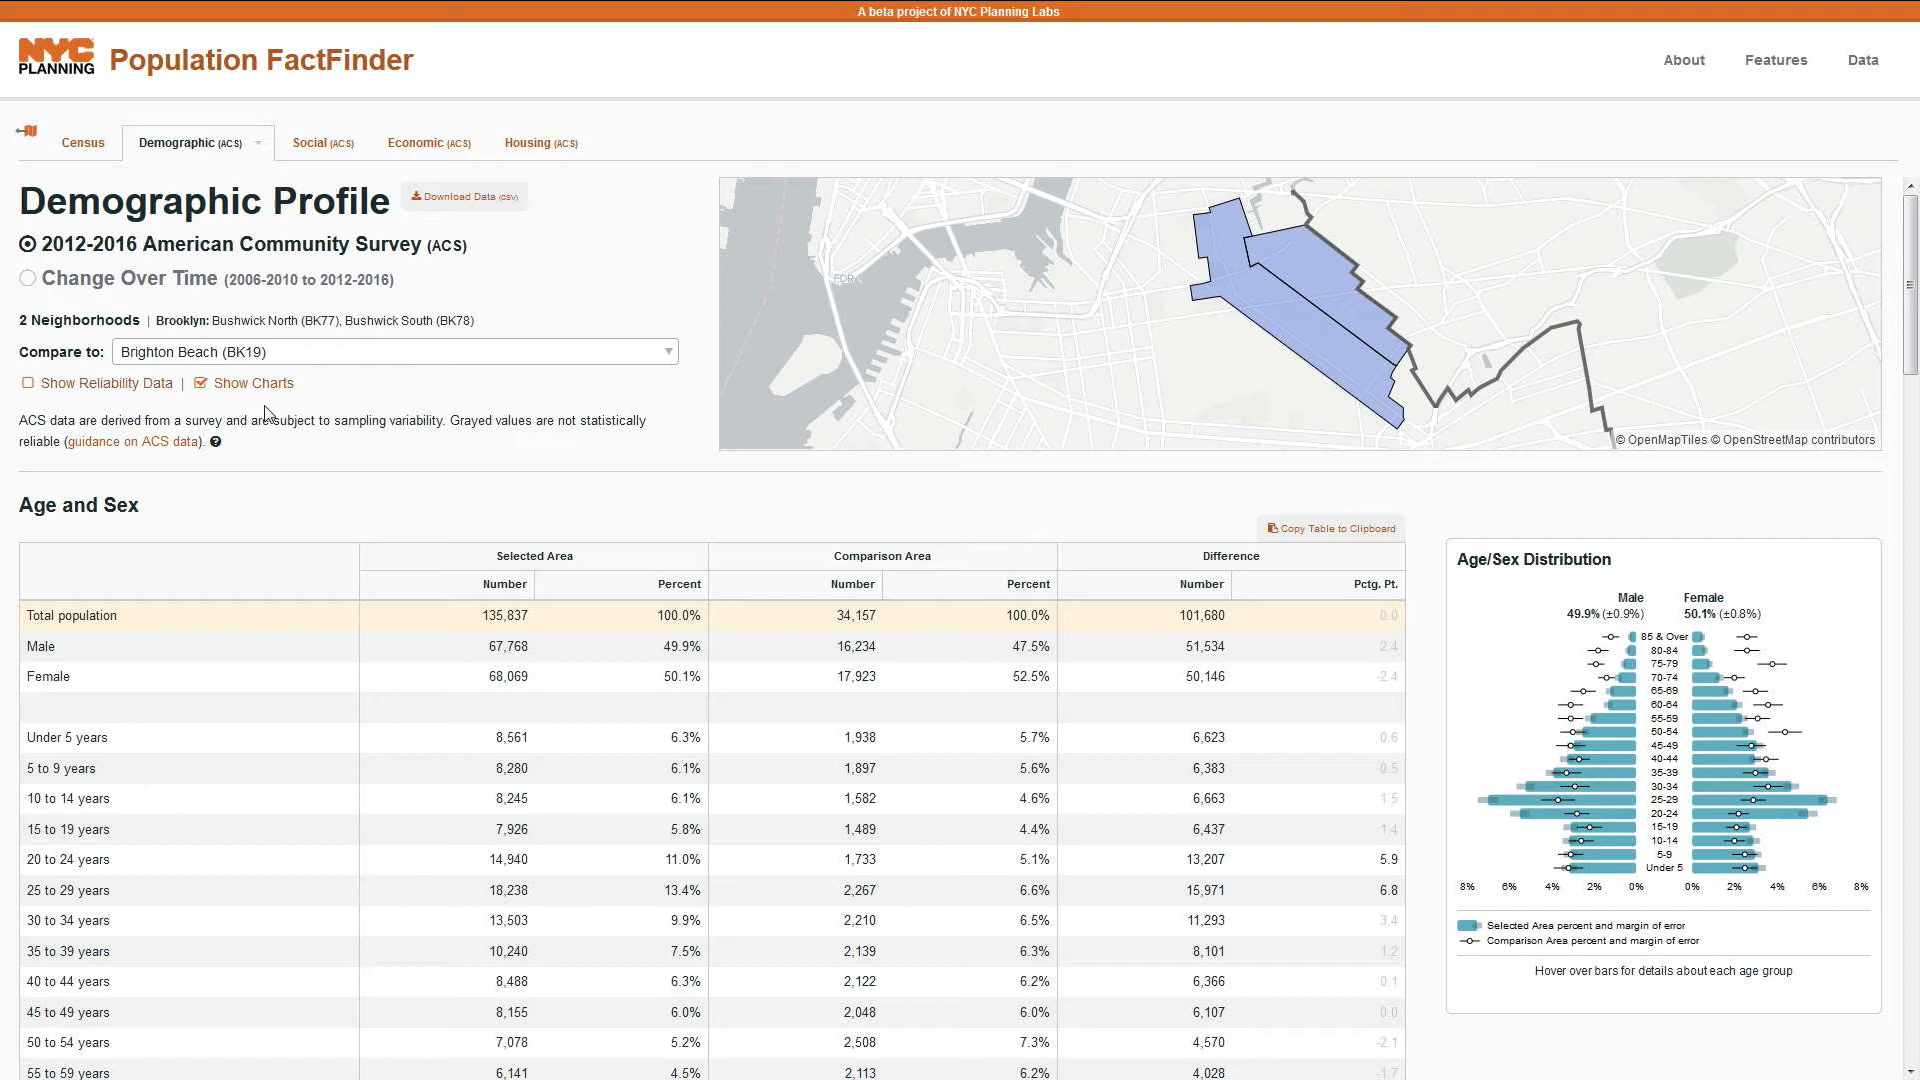 A beta project of NYC Planning Labs
NYC
PLANNING
Population FactFinder
About
Features
Data
Census
Demographic (ACS)
Social (ACS)
Economic (ACS)
Housing (ACS)
Demographic Profile
Download Data (CSV)
2012-2016 American Community Survey (ACS)
Change Over Time (2006-2010 to 2012-2016)
2 Neighborhoods | Brooklyn: Bushwick North (BK77), Bushwick South (BK78)
Compare to: Brighton Beach (BK19)
Show Reliability Data | Show Charts
ACS data are derived from a survey and are subject to sampling variability. Grayed values are not statistically
reliable (guidance on ACS data).
© OpenMapTiles © OpenStreetMap contributors
Age and Sex
Copy Table to Clipboard
Selected Area Comparison Area Difference
Number Percent Number Percent Number Pctg. Pt.
Total population 135,837 100.0% 34,157 100.0% 101,680 0.0
Male 67,768 49.9% 16,234 47.5% 51,534 2.4
Female 68,069 50.1% 17,923 52.5% 50,146 -2.4
Under 5 years 8,561 6.3% 1,938 5.7% 6,623 0.6
5 to 9 years 8,280 6.1% 1,897 5.6% 6,383 0.5
10 to 14 years 8,245 6.1% 1,582 4.6% 6,663 1.5
15 to 19 years 7,926 5.8% 1,489 4.4% 6,437 1.4
20 to 24 years 14,940 11.0% 1,733 5.1% 13,207 5.9
25 to 29 years 18,238 13.4% 2,267 6.6% 15,971 6.8
30 to 34 years 13,503 9.9% 2,210 6.5% 11,293 3.4
35 to 39 years 10,240 7.5% 2,139 6.3% 8,101 1.2
40 to 44 years 8,488 6.3% 2,122 6.2% 6,366 0.1
45 to 49 years 8,155 6.0% 2,048 6.0% 6,107 0.0
50 to 54 years 7,078 5.2% 2,508 7.3% 4,570 -2.1
55 to 59 years 6,141 4.5% 2,113 6.2% 4,028 -1.7
Age/Sex Distribution
Male Female
49.9% (±0.9%) 50.1% (±0.8%)
85 & Over
80-84
75-79
70-74
65-69
60-64
55-59
50-54
45-49
40-44
35-39
30-34
25-29
20-24
15-19
10-14
5-9
Under 5
8% 6% 4% 2% 0% 0% 2% 4% 6% 8%
Selected Area percent and margin of error
Comparison Area percent and margin of error
Hover over bars for details about each age group